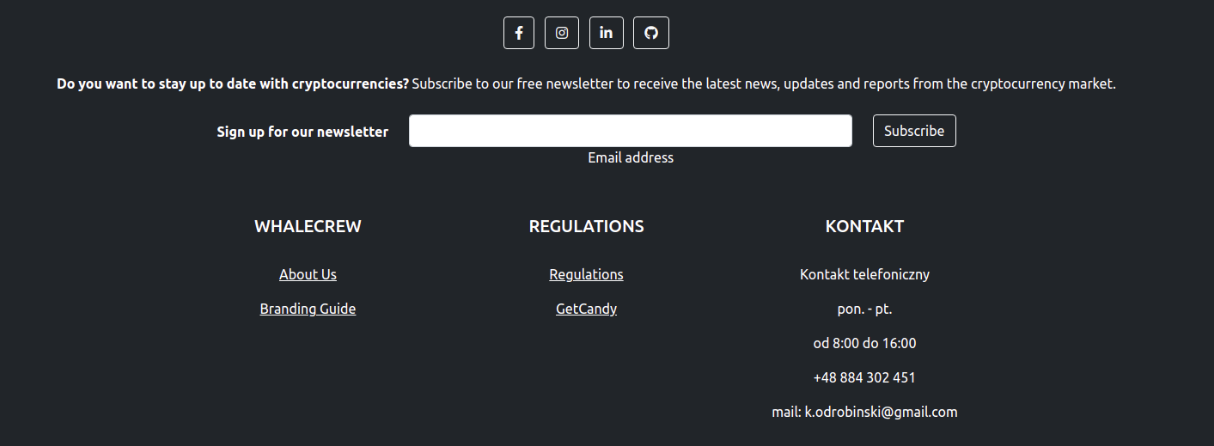 Do you want to stay up to date with cryptocurrencies? Subscribe to our free newsletter to receive the latest news, updates and reports from the cryptocurrency market.
Sign up for our newsletter
Subscribe
Email address
WHALECREW
About Us
Branding Guide
REGULATIONS
Regulations
GetCandy
KONTAKT
Kontakt telefoniczny
pon. - pt.
od 8:00 do 16:00
+48 884 302 451
mail: k.odrobinski@gmail.com